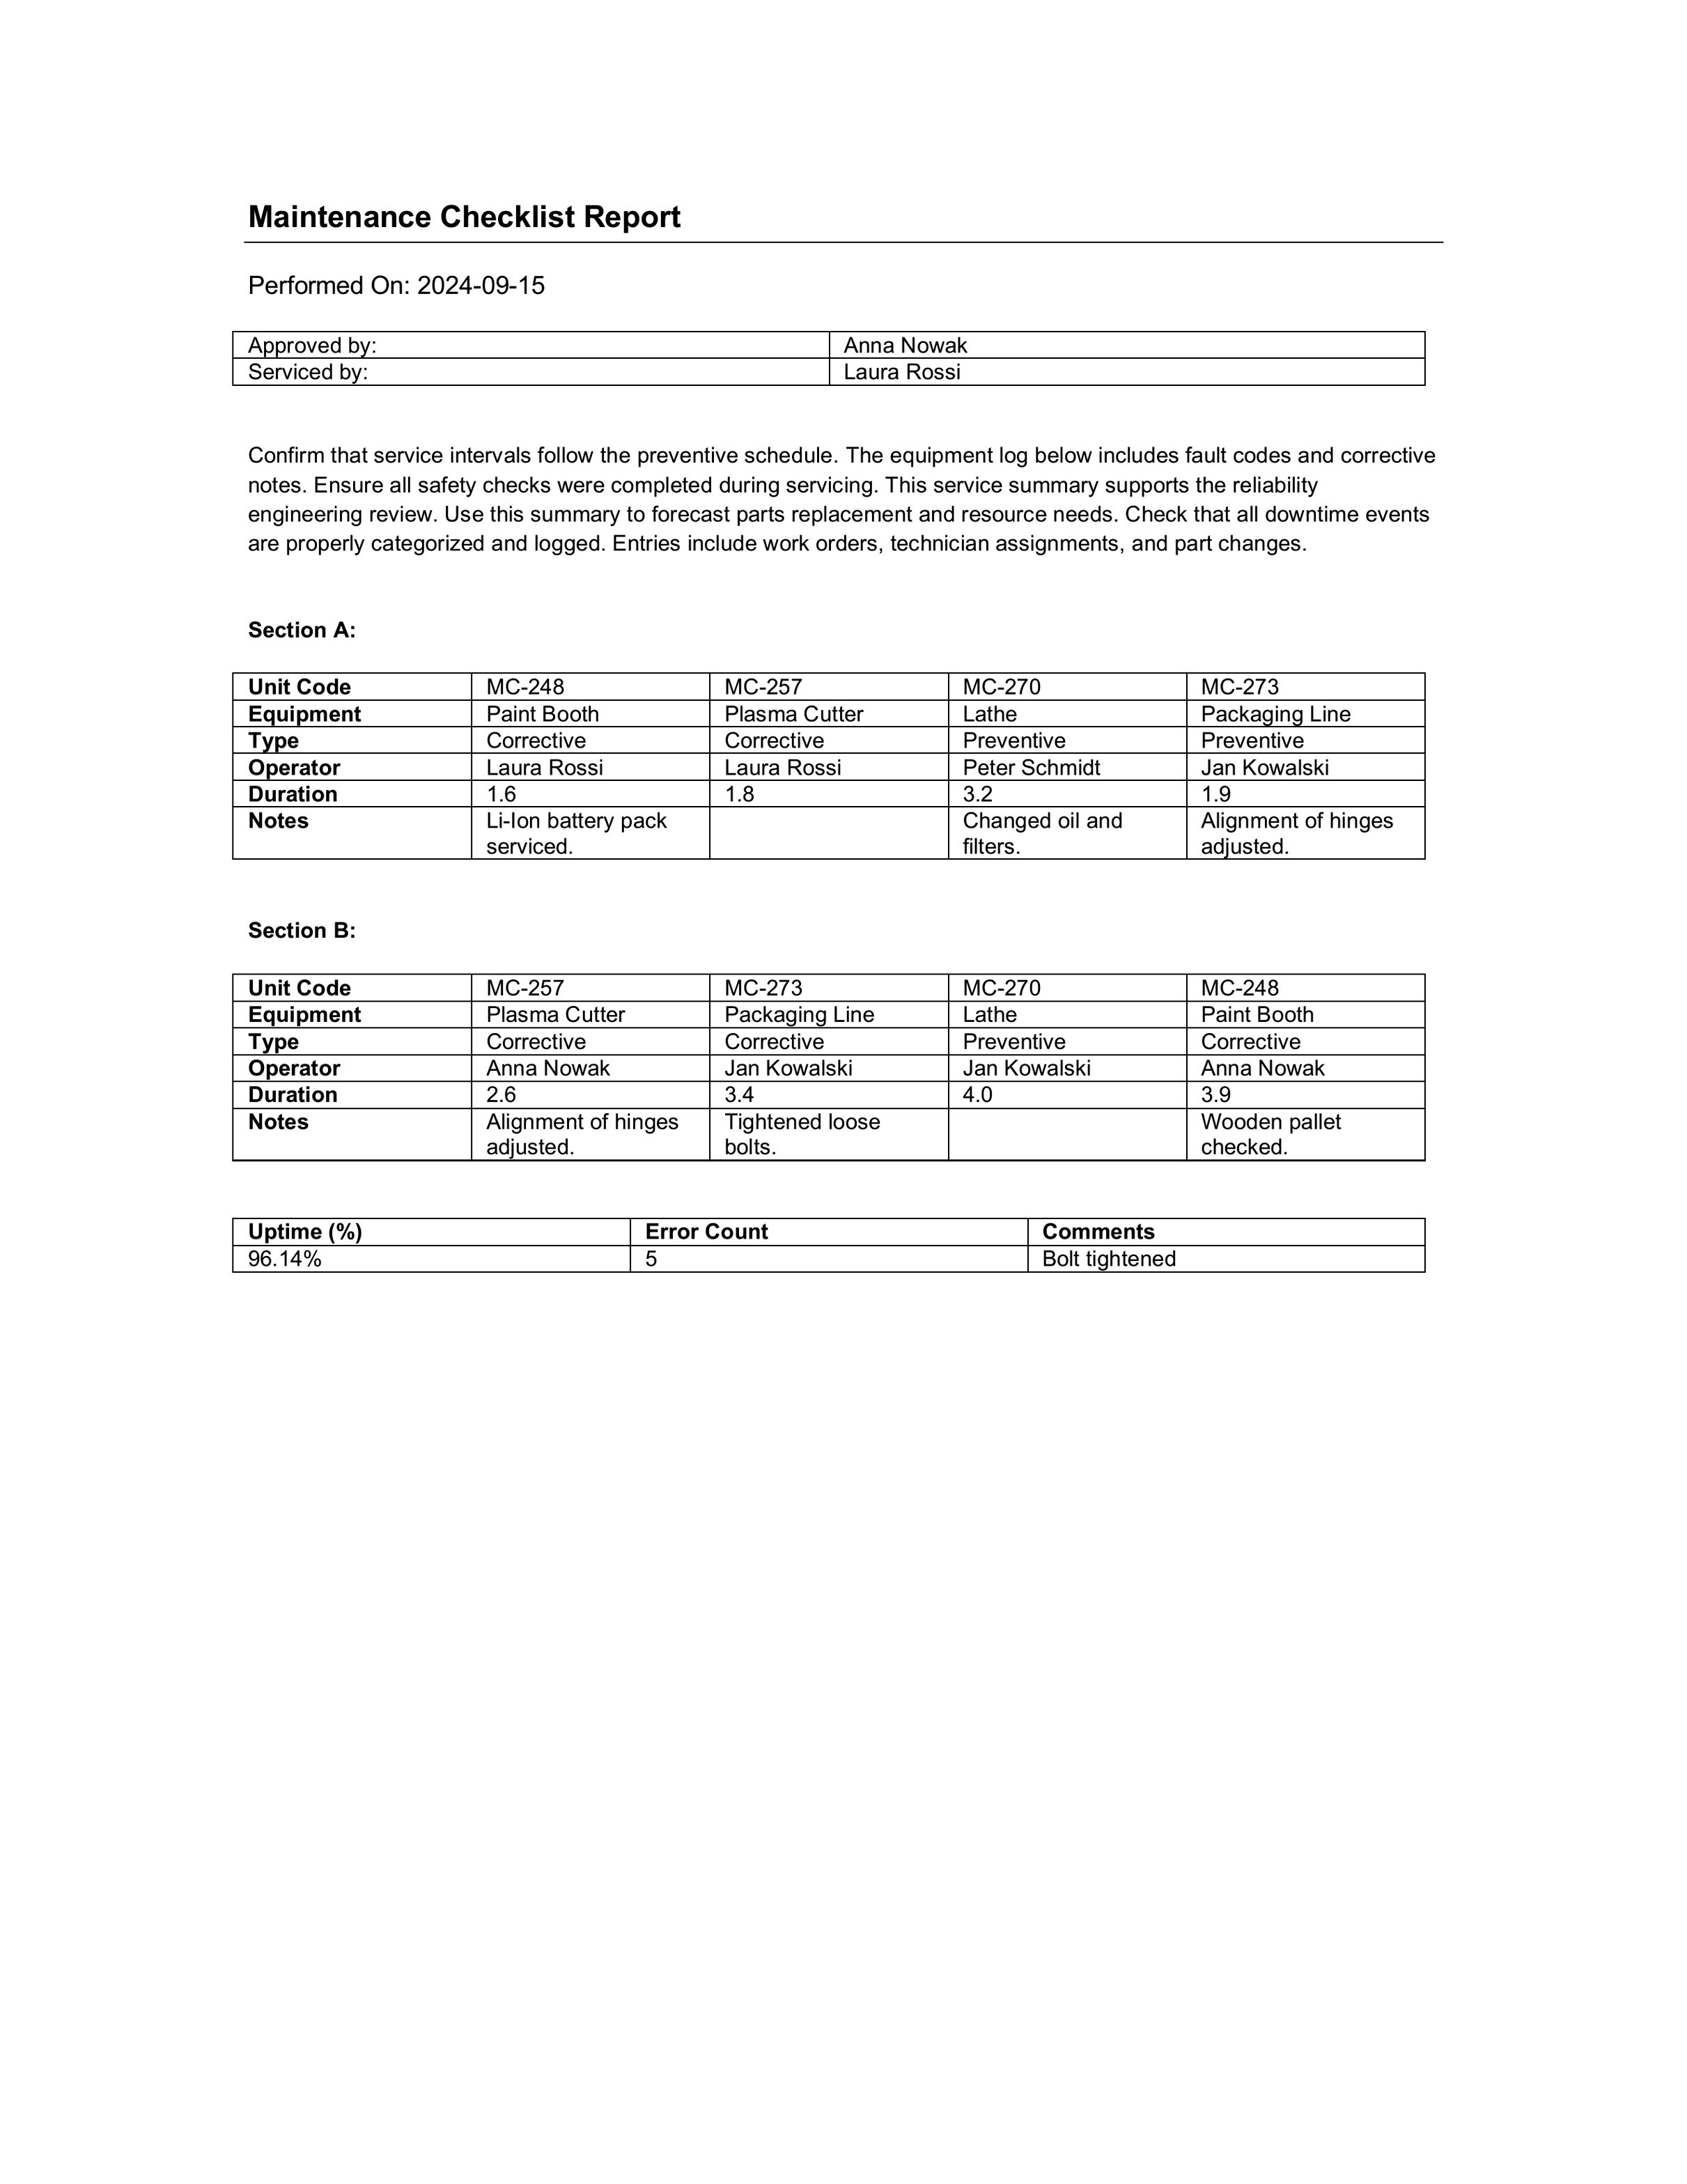 Maintenance Checklist Report
Performed On: 2024-09-15
Approved by: Anna Nowak
Serviced by: Laura Rossi
Confirm that service intervals follow the preventive schedule. The equipment log below includes fault codes and corrective
notes. Ensure all safety checks were completed during servicing. This service summary supports the reliability
engineering review. Use this summary to forecast parts replacement and resource needs. Check that all downtime events
are properly categorized and logged. Entries include work orders, technician assignments, and part changes.
Section A:
Unit Code MC-248 MC-257 MC-270 MC-273
Equipment Paint Booth Plasma Cutter Lathe Packaging Line
Type Corrective Corrective Preventive Preventive
Operator Laura Rossi Laura Rossi Peter Schmidt Jan Kowalski
Duration 1.6 1.8 3.2 1.9
Notes Li-Ion battery pack Changed oil and Alignment of hinges
serviced. filters. adjusted.
Section B:
Unit Code MC-257 MC-273 MC-270 MC-248
Equipment Plasma Cutter Packaging Line Lathe Paint Booth
Type Corrective Corrective Preventive Corrective
Operator Anna Nowak Jan Kowalski Jan Kowalski Anna Nowak
Duration 2.6 3.4 4.0 3.9
Notes Alignment of hinges Tightened loose Wooden pallet
adjusted. bolts. checked.
Uptime (%) Error Count Comments
96.14% 5 Bolt tightened